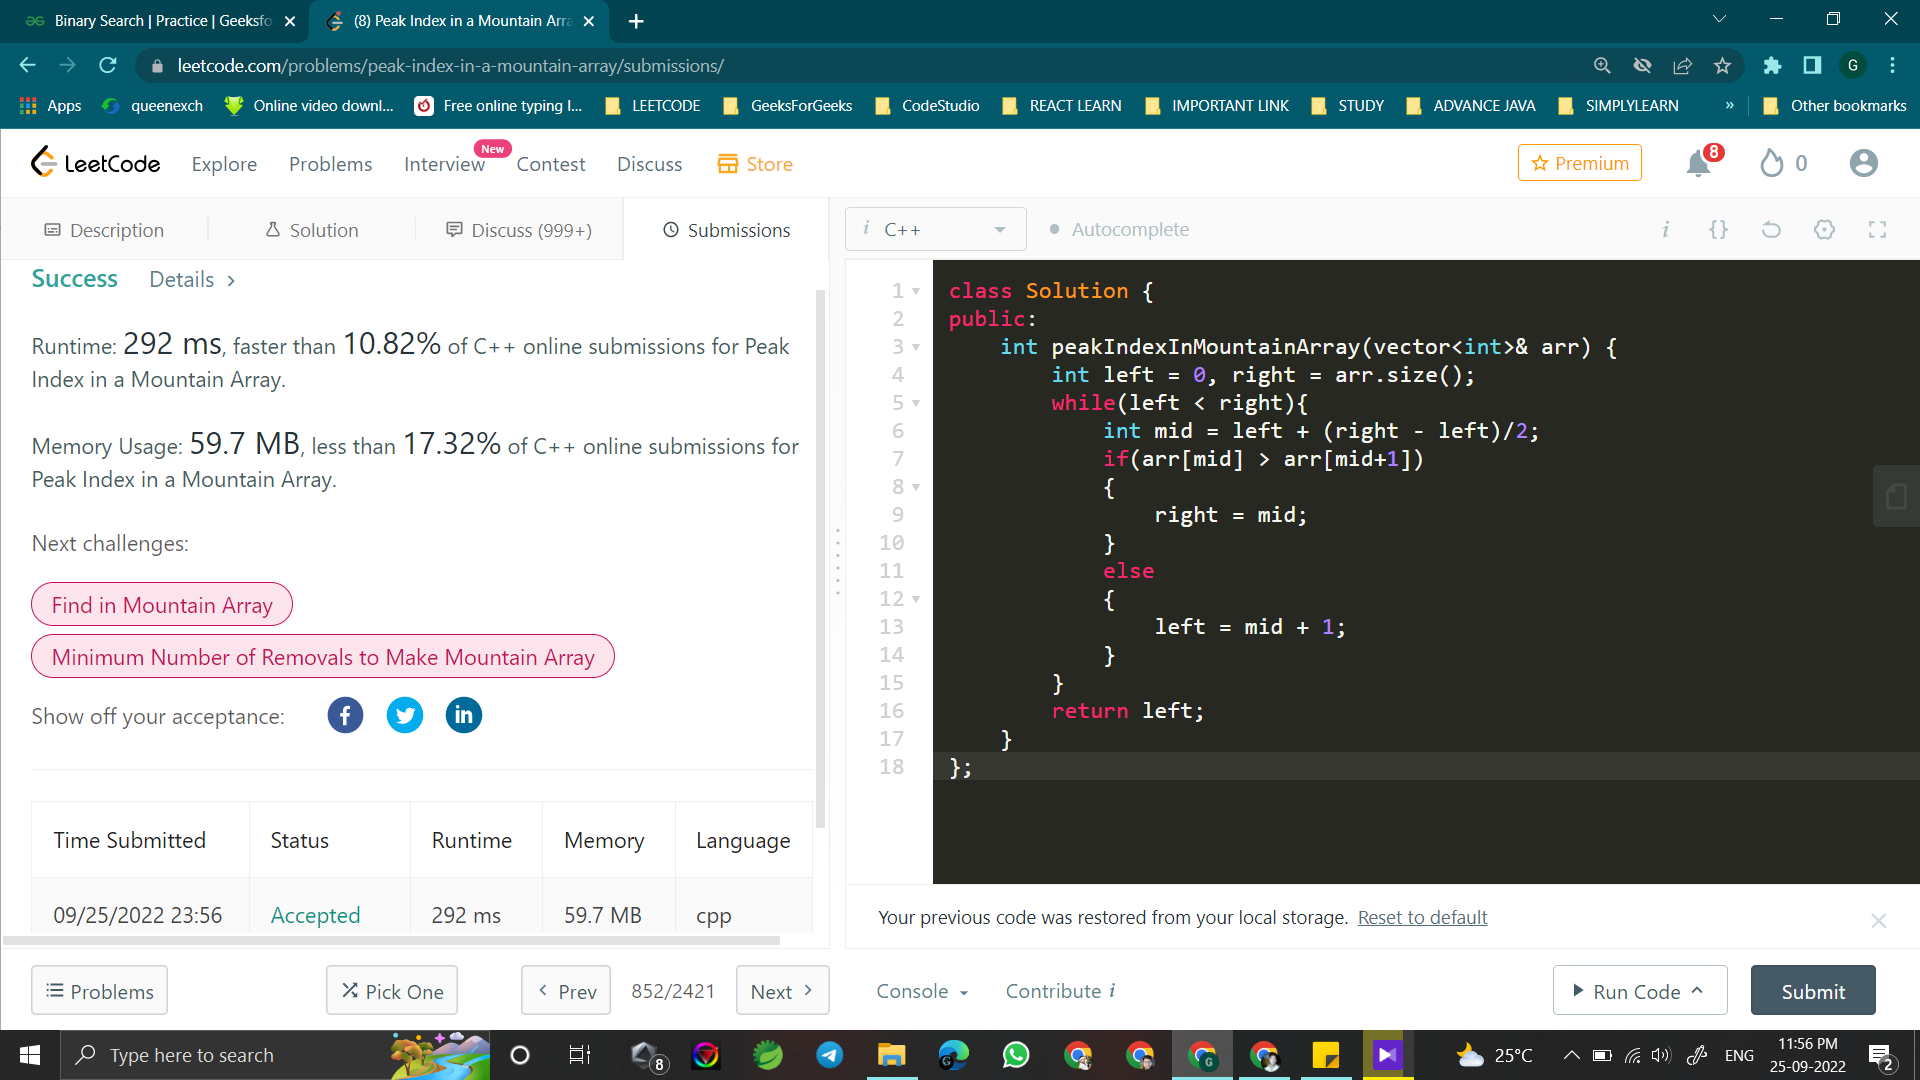 Binary Search | Practice | Geeksfo
(8) Peak Index in a Mountain Arra
leetcode.com/problems/peak-index-in-a-mountain-array/submissions/
G
Apps
queenexch
Online video downl...
Free online typing l...
LEETCODE
GeeksForGeeks
CodeStudio
REACT LEARN
IMPORTANT LINK
STUDY
ADVANCE JAVA
SIMPLYLEARN
»
Other bookmarks
LeetCode
Explore
Problems
Interview
New
Contest
Discuss
Store
Premium
8
0
Description
Solution
Discuss (999+)
Submissions
i C++
Autocomplete
i {}
Success Details >
Runtime: 292 ms, faster than 10.82% of C++ online submissions for Peak
Index in a Mountain Array.
Memory Usage: 59.7 MB, less than 17.32% of C++ online submissions for
Peak Index in a Mountain Array.
Next challenges:
Find in Mountain Array
Minimum Number of Removals to Make Mountain Array
Show off your acceptance:
f
in
Time Submitted Status Runtime Memory Language
09/25/2022 23:56 Accepted 292 ms 59.7 MB cpp
1 class Solution {
2 public:
3 int peakIndexInMountainArray(vector<int>& arr) {
4 int left = 0, right = arr.size();
5 while(left < right){
6 int mid = left + (right - left)/2;
7 if(arr[mid] > arr[mid+1])
8 {
9 right = mid;
10 }
11 else
12 {
13 left = mid + 1;
14 }
15 }
16 return left;
17 }
18 };
Your previous code was restored from your local storage. Reset to default
Problems
Pick One
< Prev
852/2421
Next >
Console
Contribute i
Run Code
Submit
Type here to search
8
G
25°C
ENG
11:56 PM
25-09-2022
2